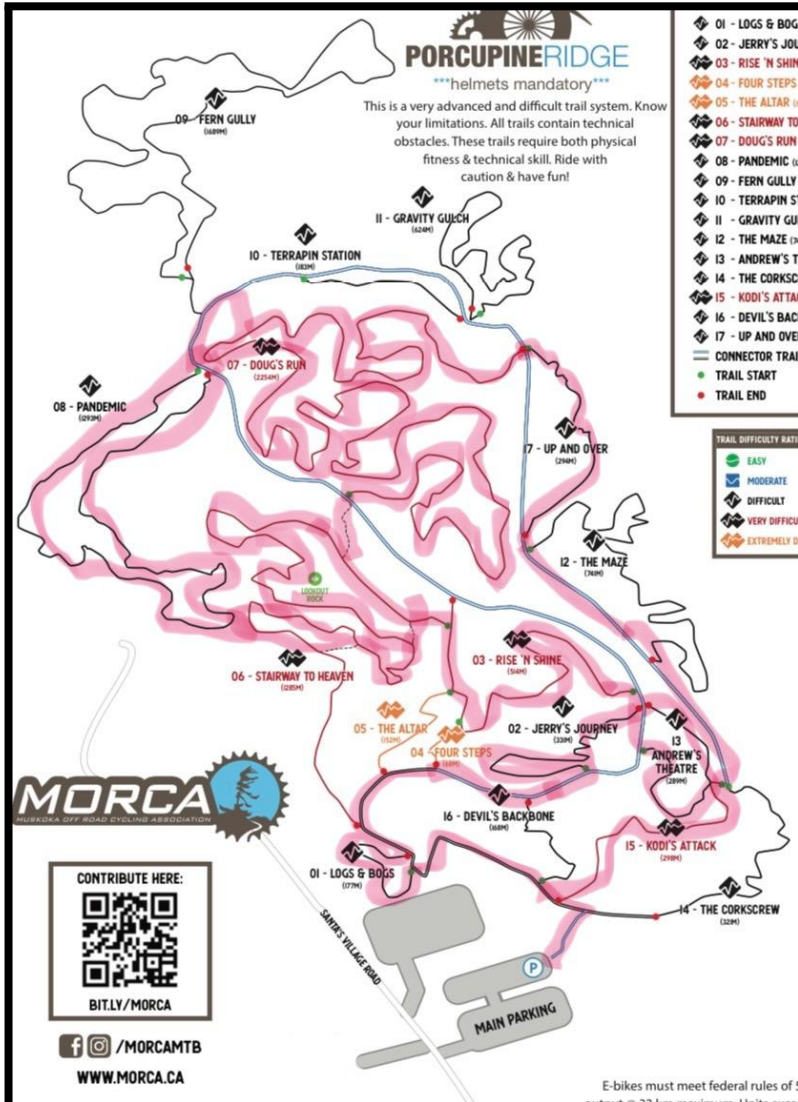 PORCUPINERIDGE
***helmets mandatory***
This is a very advanced and difficult trail system. Know
your limitations. All trails contain technical
obstacles. These trails require both physical
fitness & technical skill. Ride with
caution & have fun!
01 - LOGS & BOG
02 - JERRY'S JOU
03 - RISE 'N SHIN
04 - FOUR STEPS
05 - THE ALTAR
06 - STAIRWAY TO
07 - DOUG'S RUN
08 - PANDEMIC
09 - FERN GULLY
10 - TERRAPIN S
11 - GRAVITY GU
12 - THE MAZE
13 - ANDREW'S T
14 - THE CORKSC
15 - KODI'S ATTA
16 - DEVIL'S BAC
17 - UP AND OVE
CONNECTOR TRAI
TRAIL START
TRAIL END
TRAIL DIFFICULTY RATI
EASY
MODERATE
DIFFICULT
VERY DIFFICU
EXTREMELY D
09 - FERN GULLY
(1689M)
11 - GRAVITY GULCH
(624M)
10 - TERRAPIN STATION
(183M)
07 - DOUG'S RUN
(2254M)
08 - PANDEMIC
(1293M)
17 - UP AND OVER
(294M)
12 - THE MAZE
(741M)
LOOKOUT
ROCK
06 - STAIRWAY TO HEAVEN
(1285M)
03 - RISE 'N SHINE
(514M)
05 - THE ALTAR
(152M)
04 - FOUR STEPS
(68M)
02 - JERRY'S JOURNEY
(331M)
13
ANDREW'S
THEATRE
(289M)
16 - DEVIL'S BACKBONE
(168M)
15 - KODI'S ATTACK
(298M)
01 - LOGS & BOGS
(177M)
14 - THE CORKSCREW
(328M)
MORCA
MUSKOKA OFF ROAD CYCLING ASSOCIATION
CONTRIBUTE HERE:
BIT.LY/MORCA
/MORCAMTB
WWW.MORCA.CA
SANTA'S VILLAGE ROAD
P
MAIN PARKING
E-bikes must meet federal rules of 5